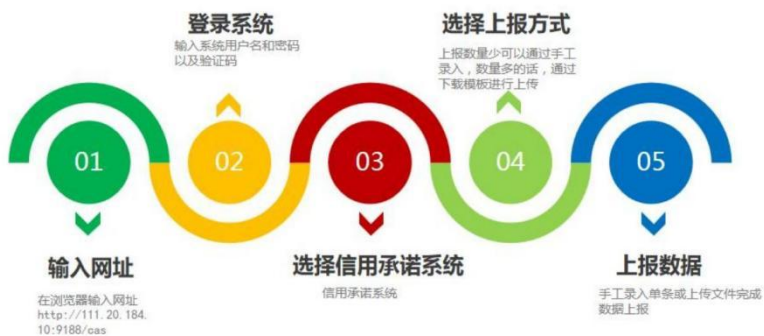 登录系统
输入系统用户名和密码
以及验证码
选择上报方式
上报数量少可以通过手工
录入，数量多的话，通过
下载模板进行上传
01
02
03
04
05
输入网址
在浏览器输入网址
http://111.20.184.
10:9188/cas
选择信用承诺系统
信用承诺系统
上报数据
手工录入单条或上传文件完成
数据上报